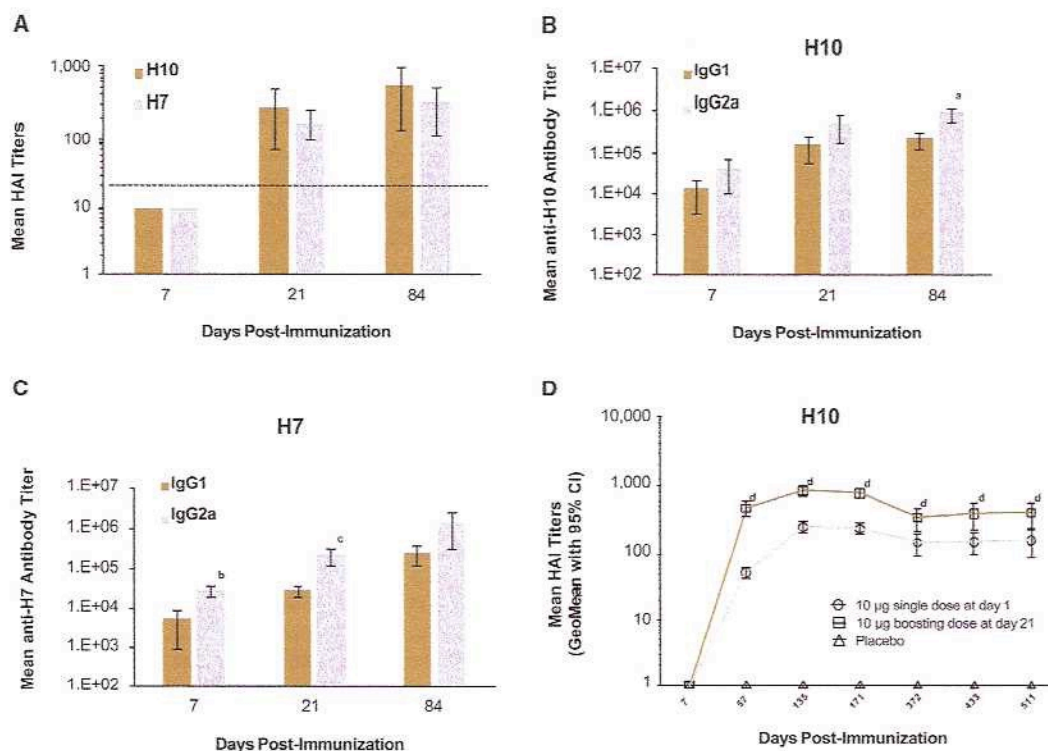 A
H10
H7
1,000
100
10
1
Mean HAI Titers
7
21
84
Days Post-Immunization
B
H10
IgG1
IgG2a
1.E+07
1.E+06
1.E+05
1.E+04
1.E+03
1.E+02
Mean anti-H10 Antibody Titer
a
7
21
84
Days Post-Immunization
C
H7
IgG1
IgG2a
1.E+07
1.E+06
1.E+05
1.E+04
1.E+03
1.E+02
Mean anti-H7 Antibody Titer
b
c
7
21
84
Days Post-Immunization
D
H10
10,000
1,000
100
10
1
Mean HAI Titers
(GeoMean with 95% CI)
d
d
d
d
d
d
10 µg single dose at day 1
10 µg boosting dose at day 21
Placebo
7
57
135
171
372
433
511
Days Post-Immunization